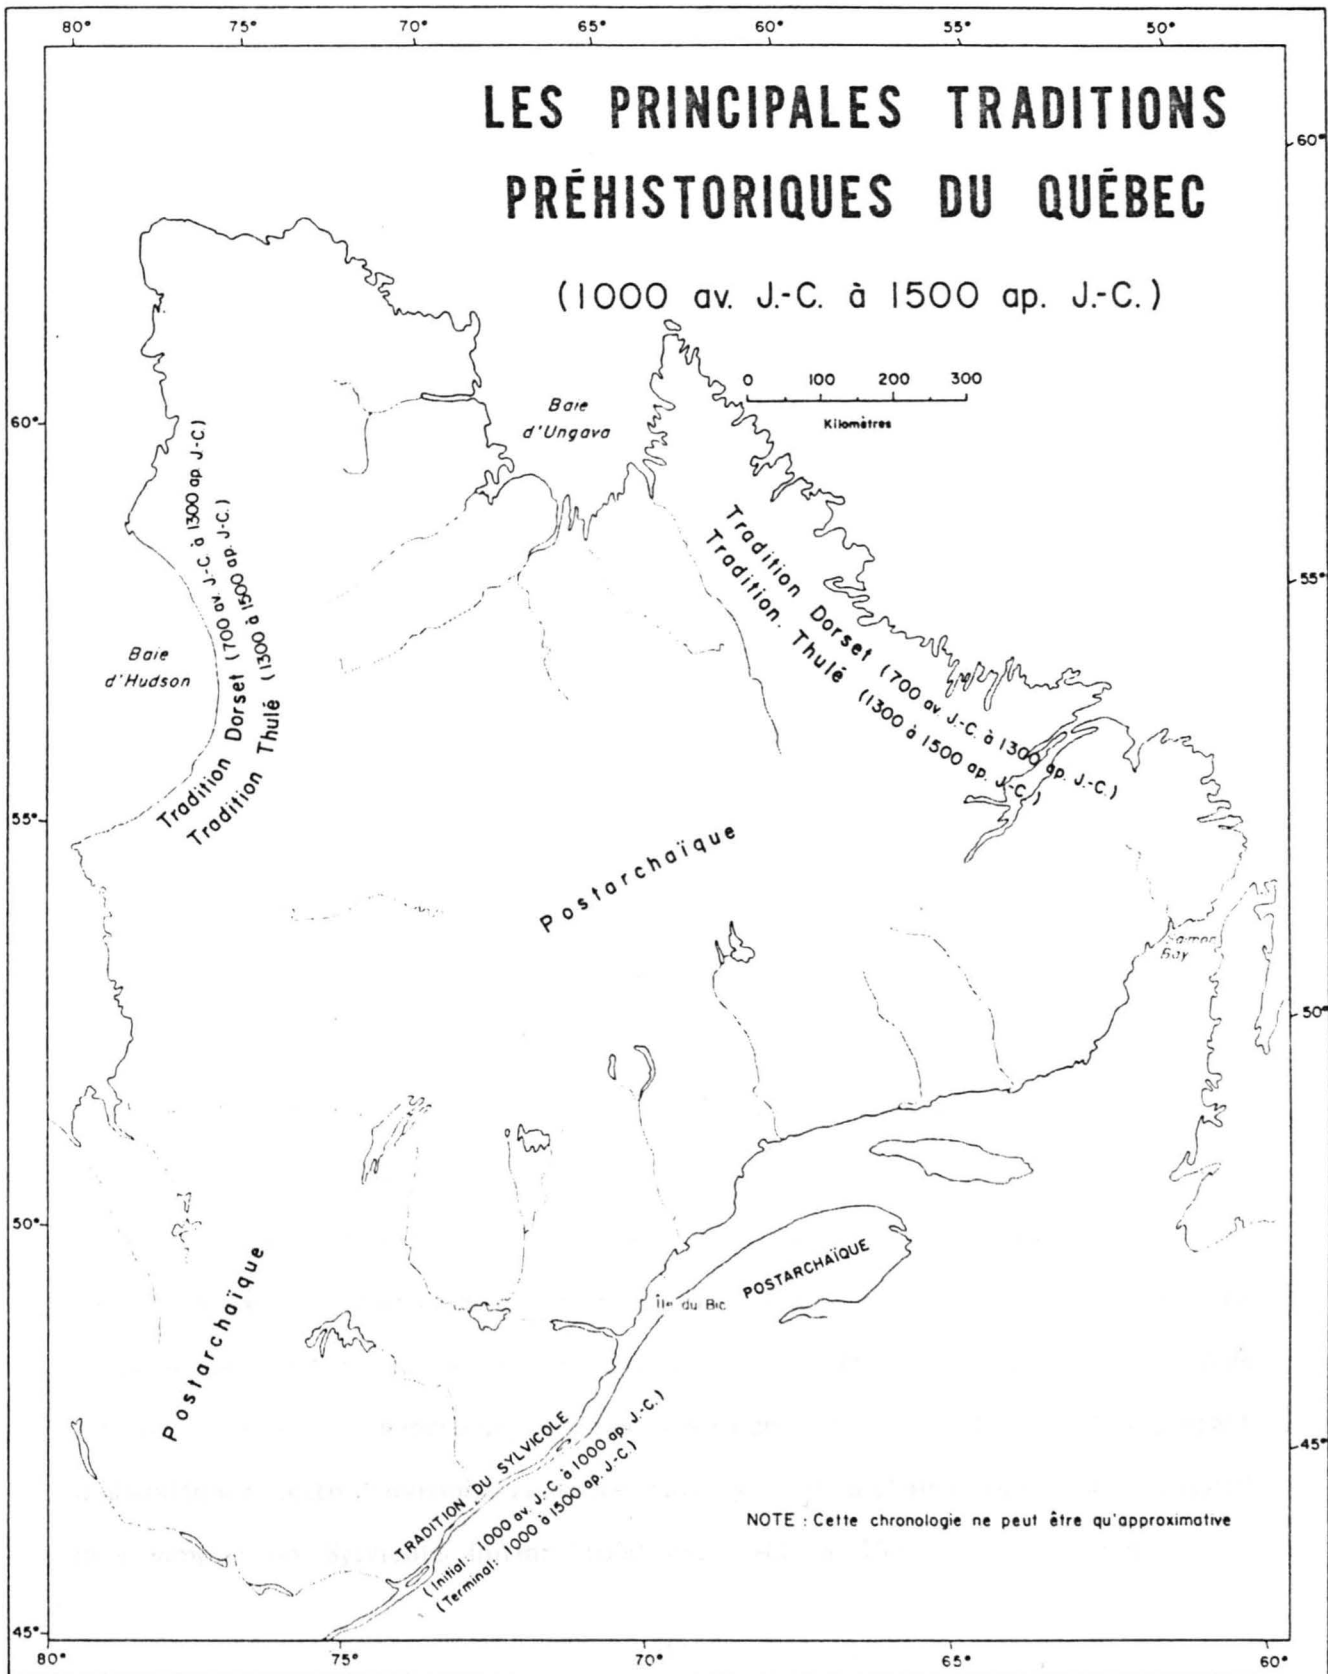 80° 75° 70° 65° 60° 55° 50°
LES PRINCIPALES TRADITIONS
PRÉHISTORIQUES DU QUÉBEC
(1000 av. J.-C. à 1500 ap. J.-C.)
60°
0 100 200 300
Kilomètres
60°
Baie
d'Ungava
Tradition Dorset (700 av. J.-C à 1300 ap J-C.)
Tradition Thulé (1300 à 1500 ap. J-C.)
Baie
d'Hudson
Tradition Dorset (700 av. J.-C. à 1300 ap. J.-C.)
Tradition. Thulé (1300 à 1500 ap. J.-C.)
55°
55°
Postarchaïque
Bay
50°
50°
Postarchaïque
POSTARCHAÏQUE
Île du Bic
45°
TRADITION DU SYLVICOLE
(Initial: 1000 av. J.-C. à 1000 ap. J.-C.)
(Terminal: 1000 à 1500 ap. J.-C.)
NOTE : Cette chronologie ne peut être qu'approximative
45°
80° 75° 70° 65° 60°